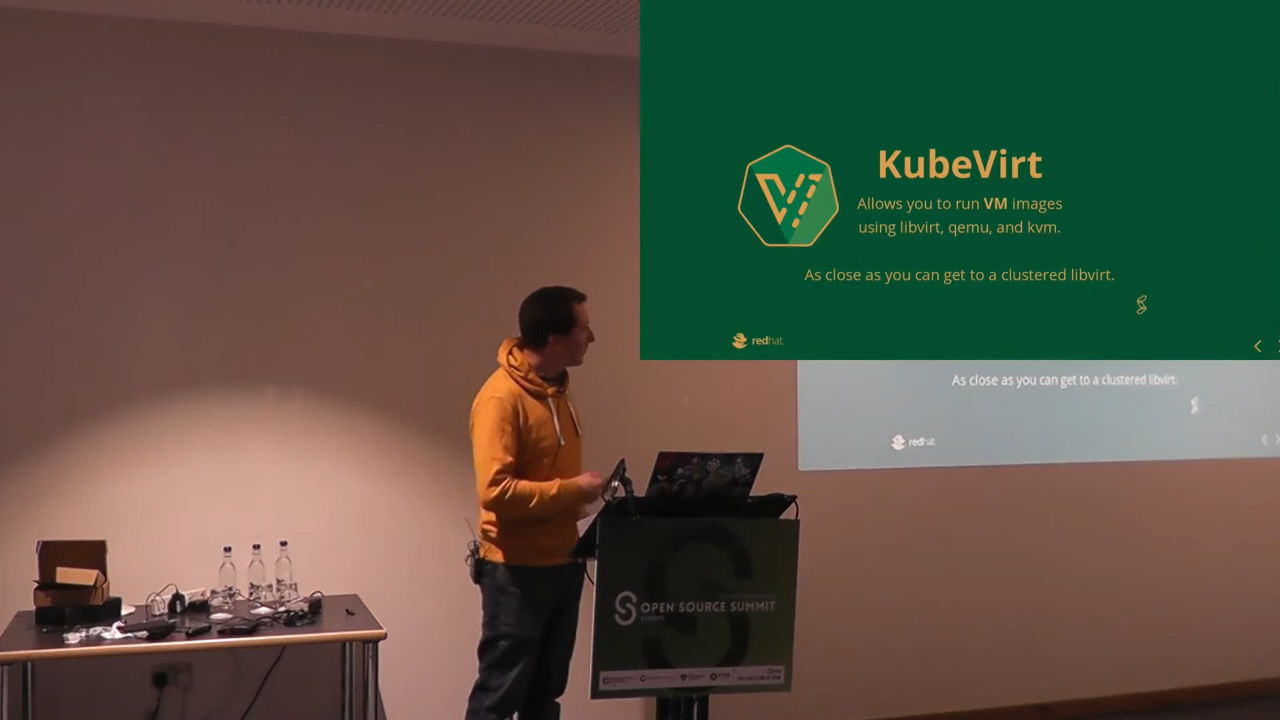 KubeVirt
Allows you to run VM images
using libvirt, qemu, and kvm.
As close as you can get to a clustered libvirt.
redhat
As close as you can get to a clustered libvirt.
redhat
OPEN SOURCE SUMMIT
EUROPE